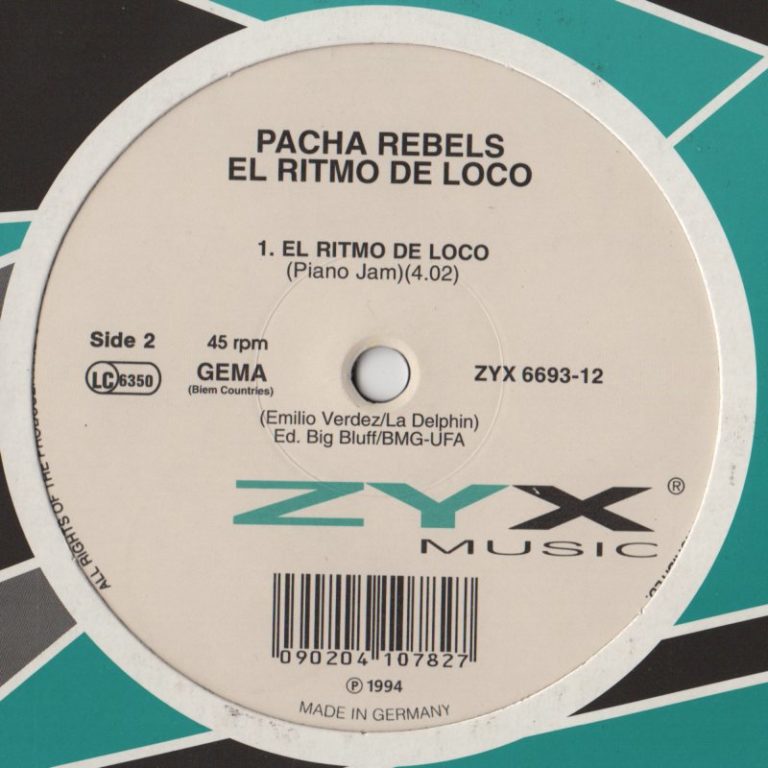 PACHA REBELS
EL RITMO DE LOCO
1. EL RITMO DE LOCO
(Piano Jam)(4.02)
Side 2
45 rpm
LC 6350
GEMA
(Biem Countries)
ZYX 6693-12
(Emilio Verdez/La Delphin)
Ed. Big Bluff/BMG-UFA
ZYX®
MUSIC
ALL RIGHTS OF THE
090204 107827
℗ 1994
MADE IN GERMANY